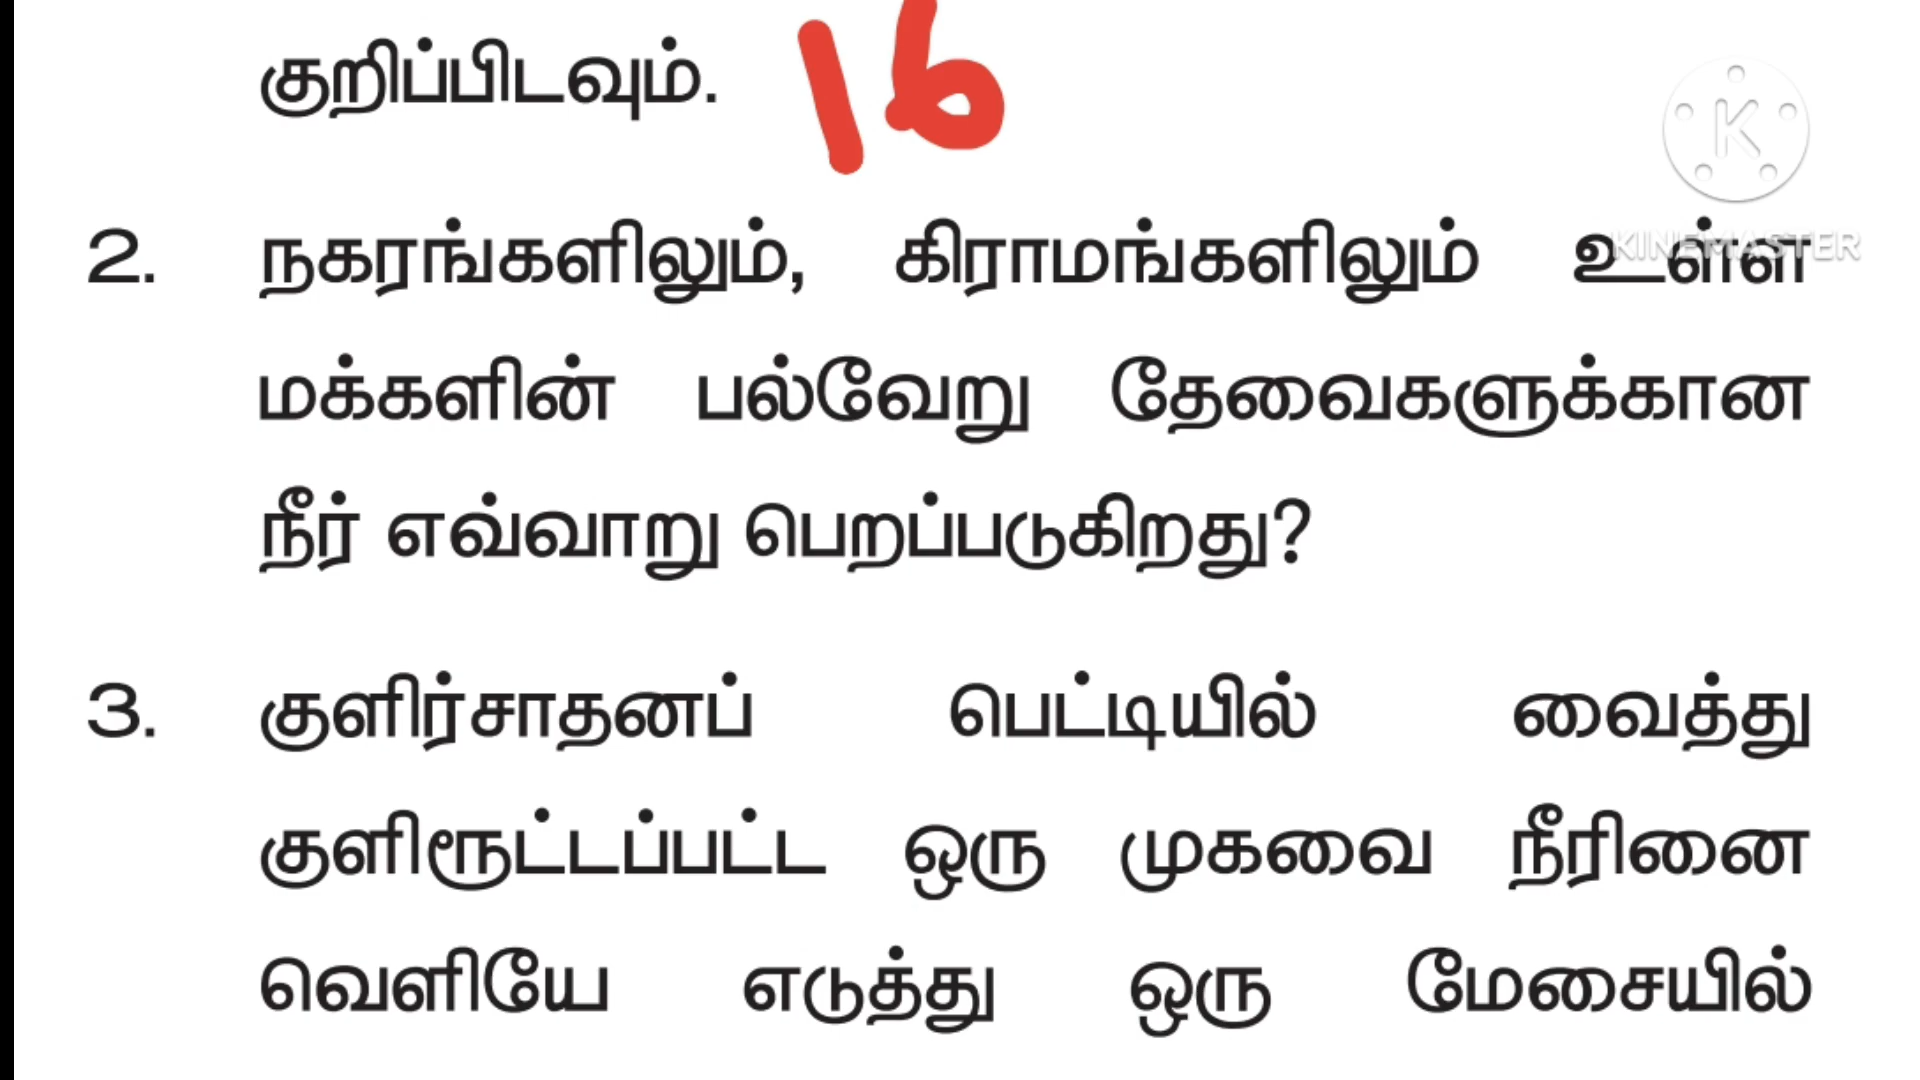 குறிப்பிடவும். 16
KINEMASTER
2. நகரங்களிலும், கிராமங்களிலும் உள்ள
மக்களின் பல்வேறு தேவைகளுக்கான
நீர் எவ்வாறு பெறப்படுகிறது?
3. குளிர்சாதனப் பெட்டியில் வைத்து
குளிரூட்டப்பட்ட ஒரு முகவை நீரினை
வெளியே எடுத்து ஒரு மேசையில்